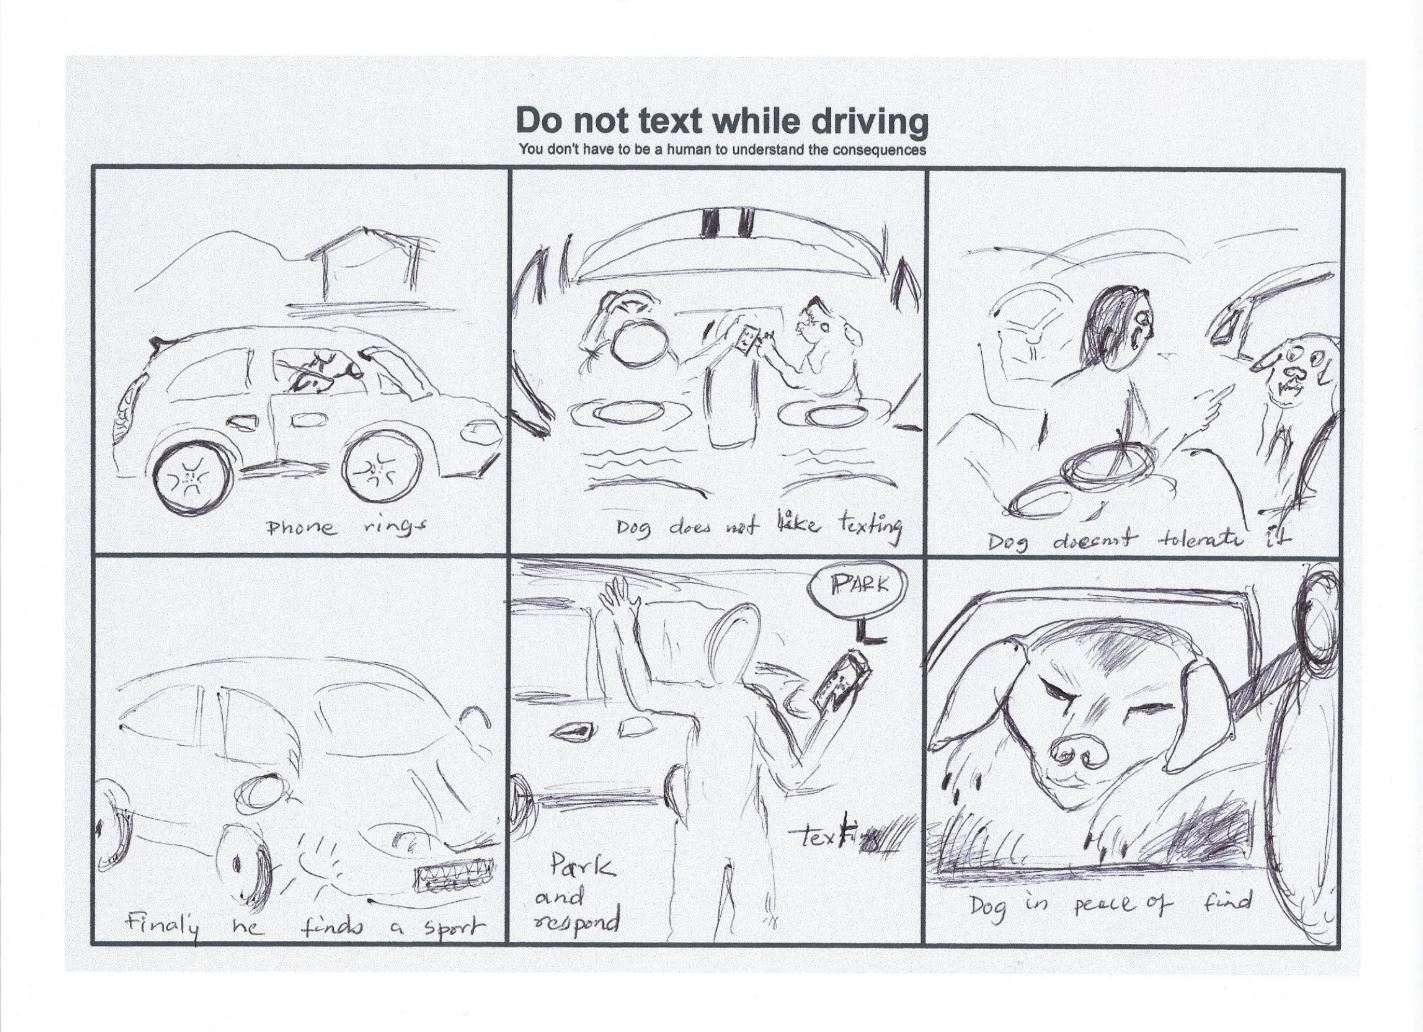 Do not text while driving
You don't have to be a human to understand the consequences
Phone rings
Dog does not like texting
Dog doesnt tolerate it
Finaly he finds a sport
PARK
texting
Park
and
respond
Dog in peace of find